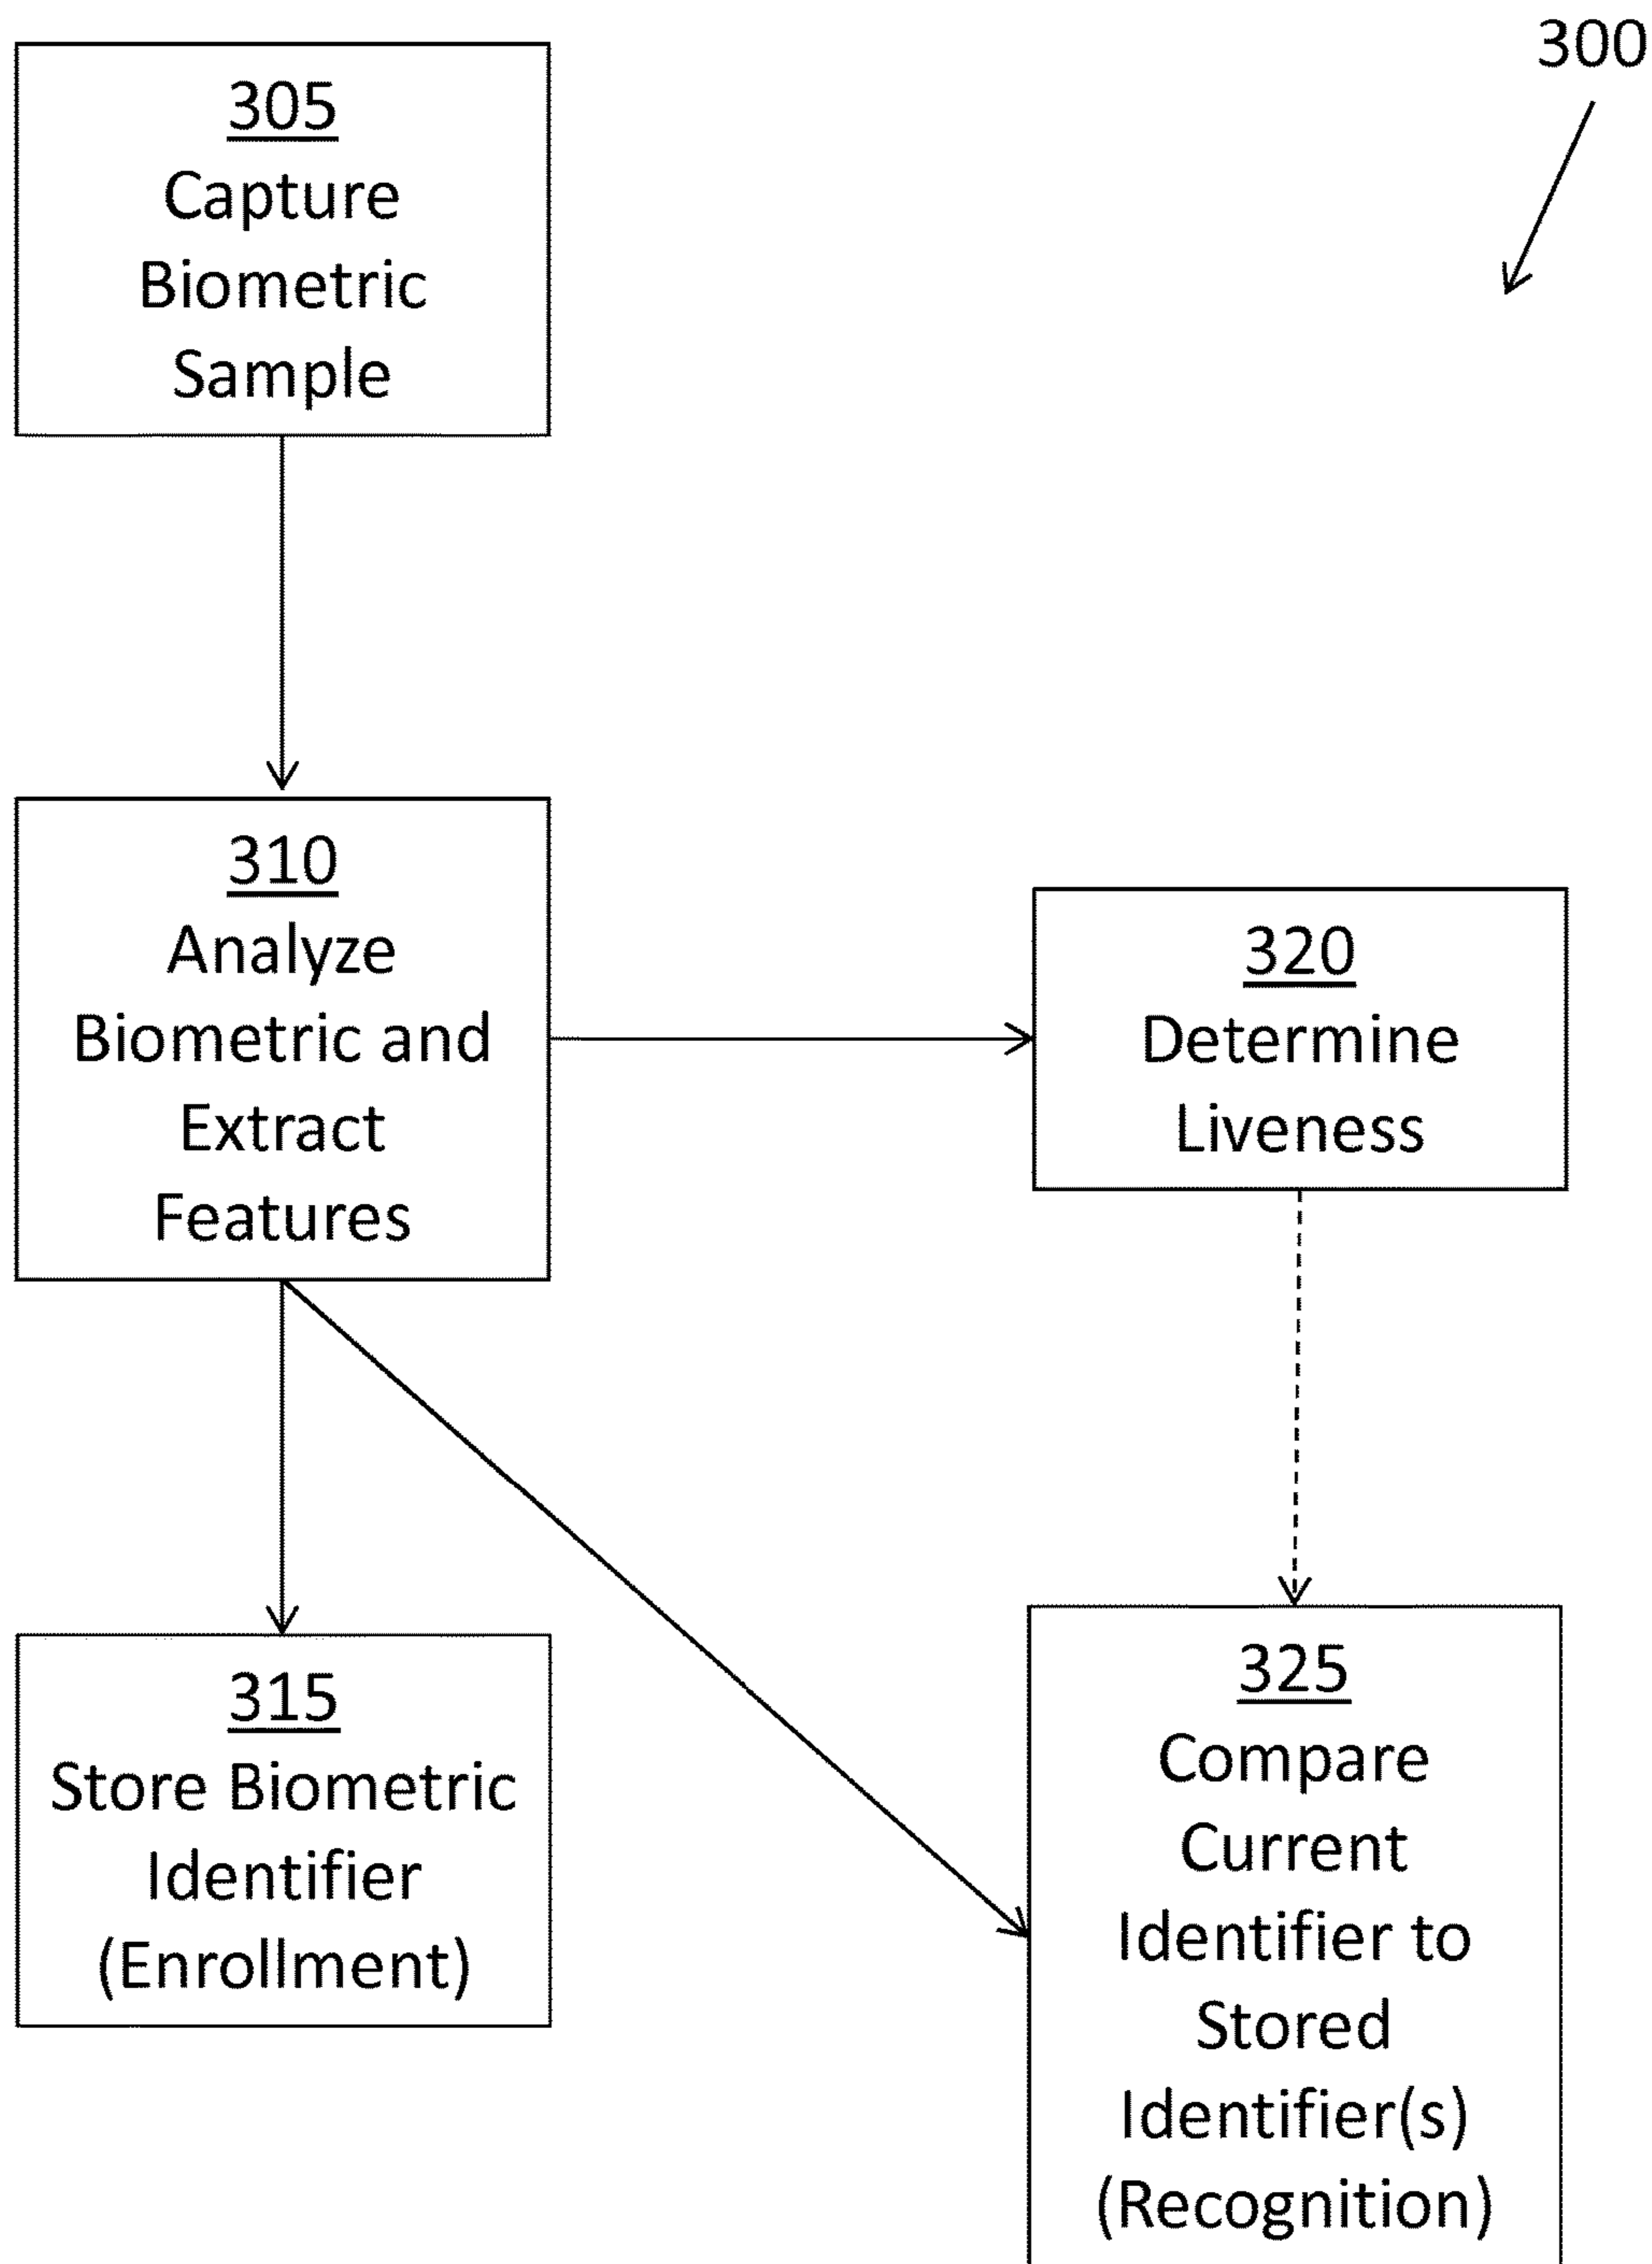 300
305
Capture
Biometric
Sample
310
Analyze
Biometric and
Extract
Features
320
Determine
Liveness
315
Store Biometric
Identifier
(Enrollment)
325
Compare
Current
Identifier to
Stored
Identifier(s)
(Recognition)